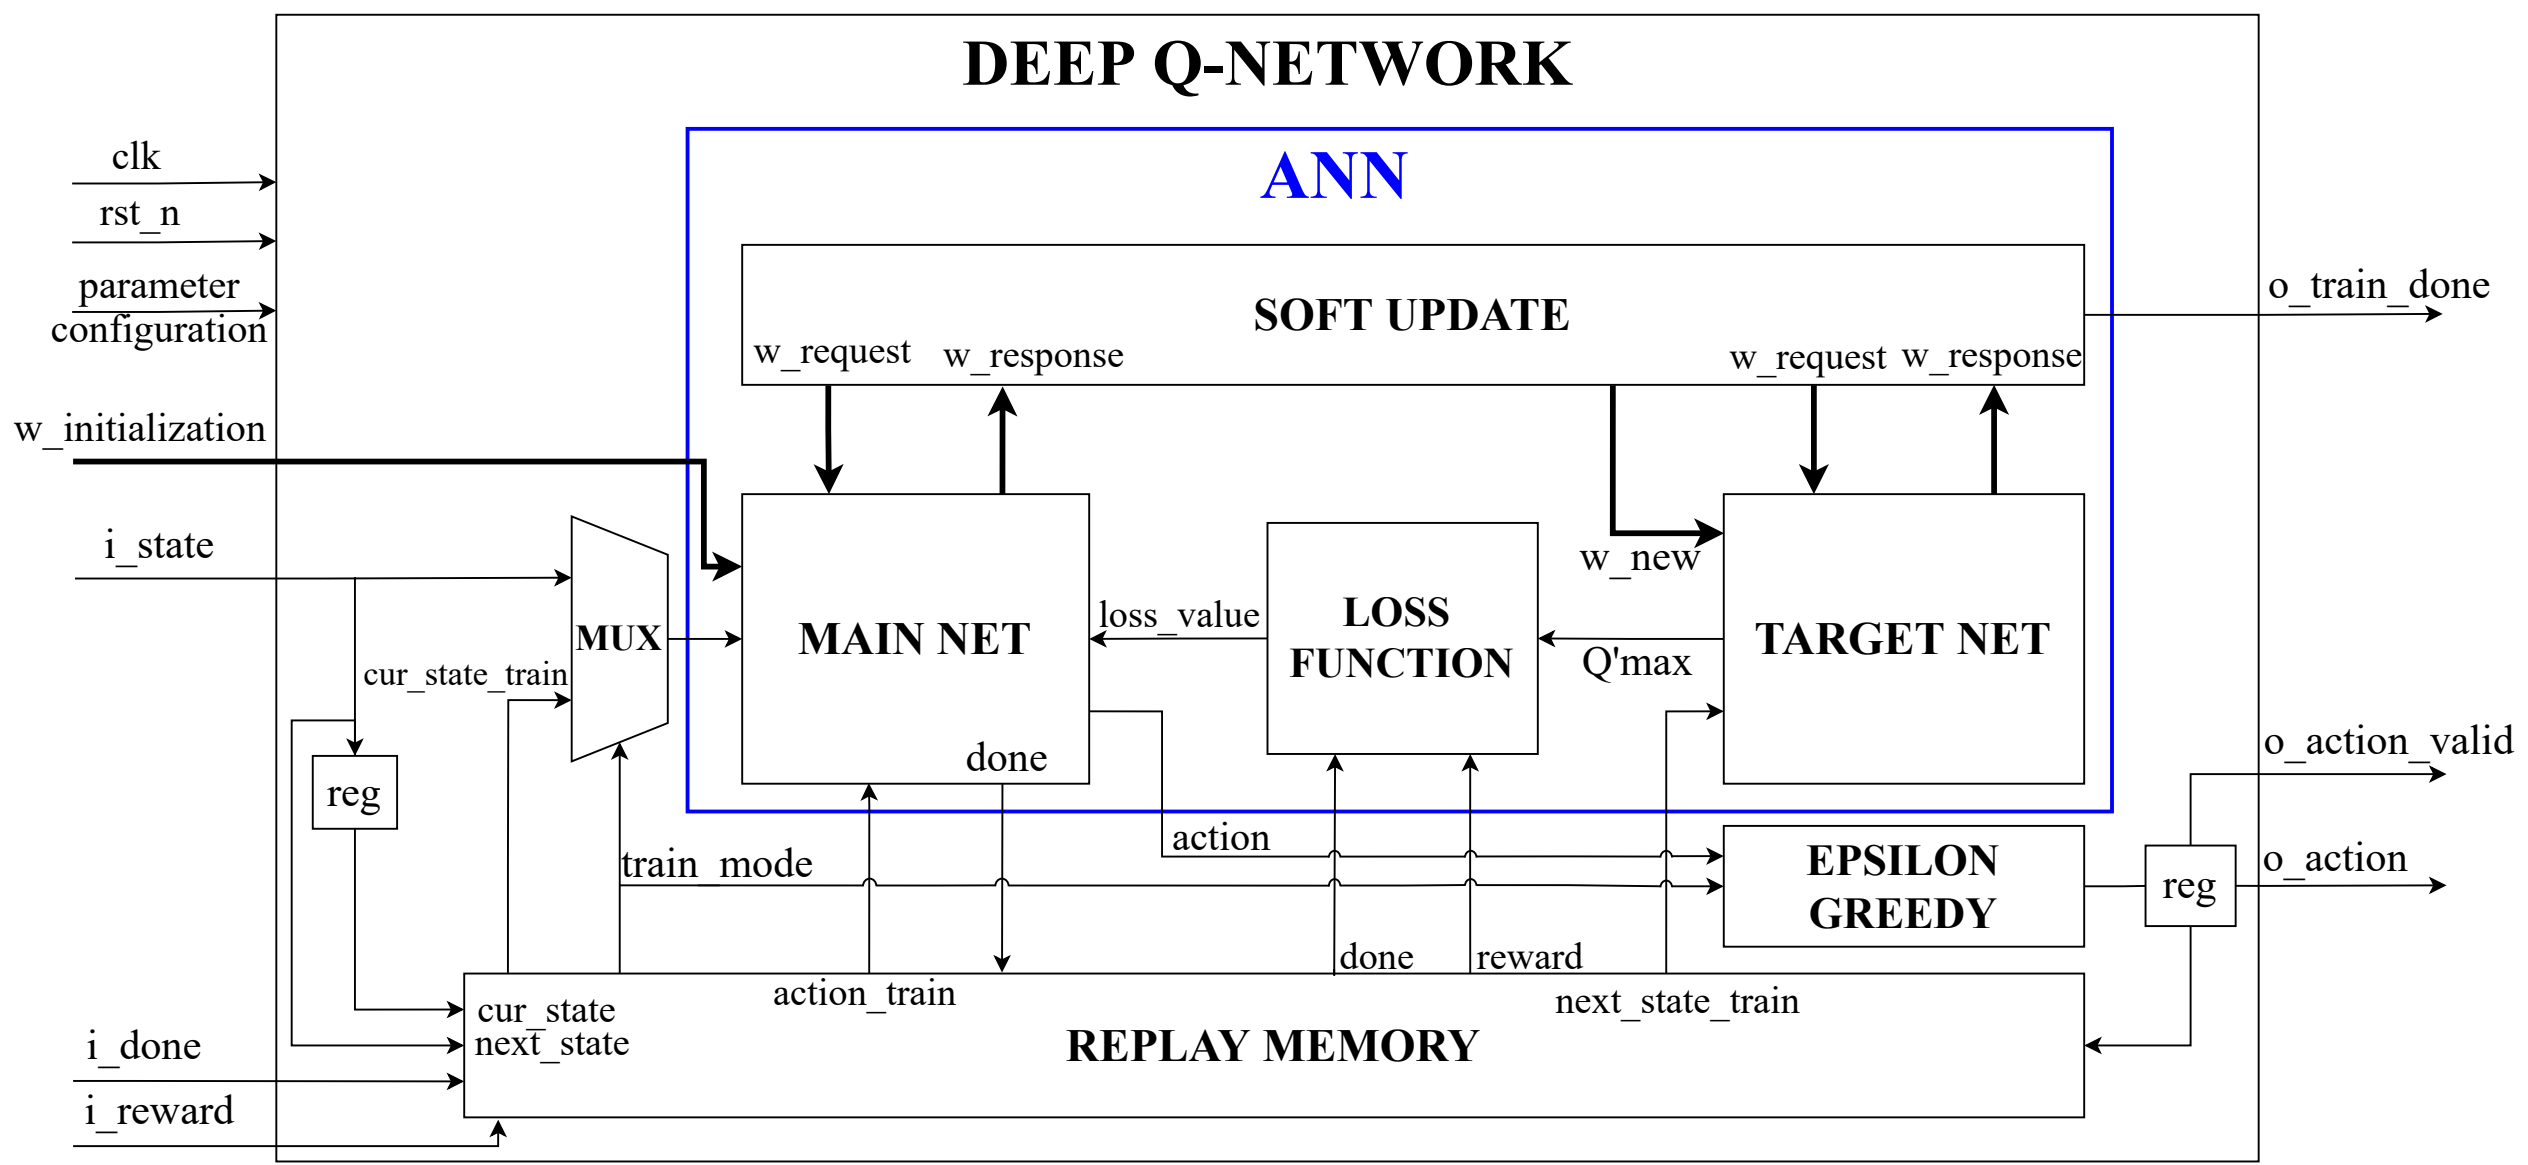 DEEP Q-NETWORK
ANN
clk
rst_n
parameter
configuration
w_initialization
i_state
SOFT UPDATE
w_request
w_response
w_request
w_response
o_train_done
MUX
cur_state_train
MAIN NET
done
loss_value
LOSS
FUNCTION
w_new
Q'max
TARGET NET
reg
action
train_mode
EPSILON
GREEDY
reg
o_action_valid
o_action
cur_state
next_state
action_train
done
reward
next_state_train
REPLAY MEMORY
i_done
i_reward